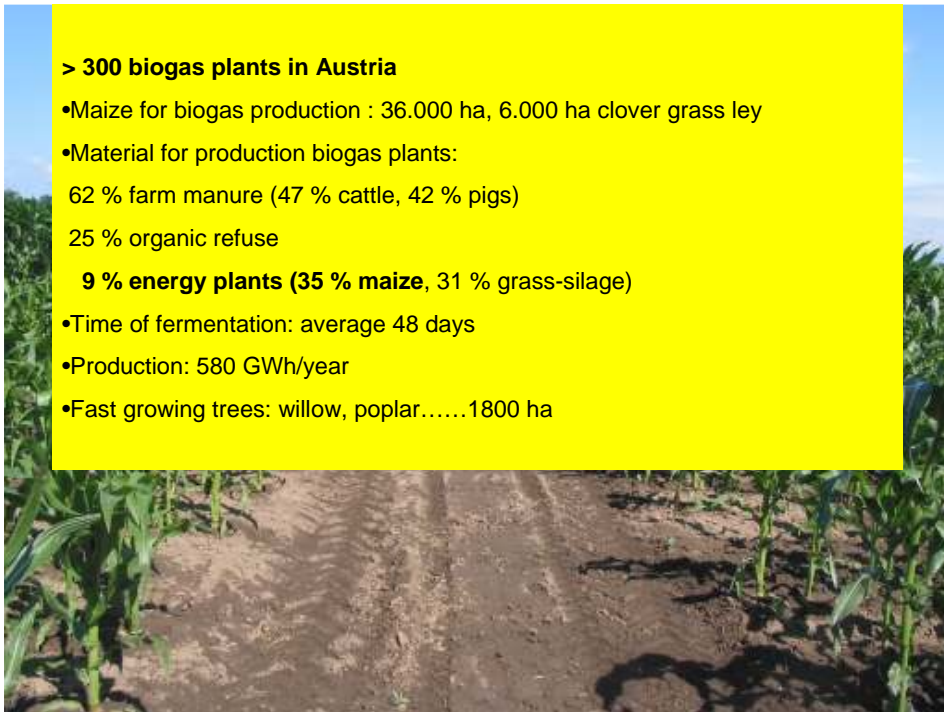 > 300 biogas plants in Austria
•Maize for biogas production : 36.000 ha, 6.000 ha clover grass ley
•Material for production biogas plants:
62 % farm manure (47 % cattle, 42 % pigs)
25 % organic refuse
9 % energy plants (35 % maize, 31 % grass-silage)
•Time of fermentation: average 48 days
•Production: 580 GWh/year
•Fast growing trees: willow, poplar……1800 ha